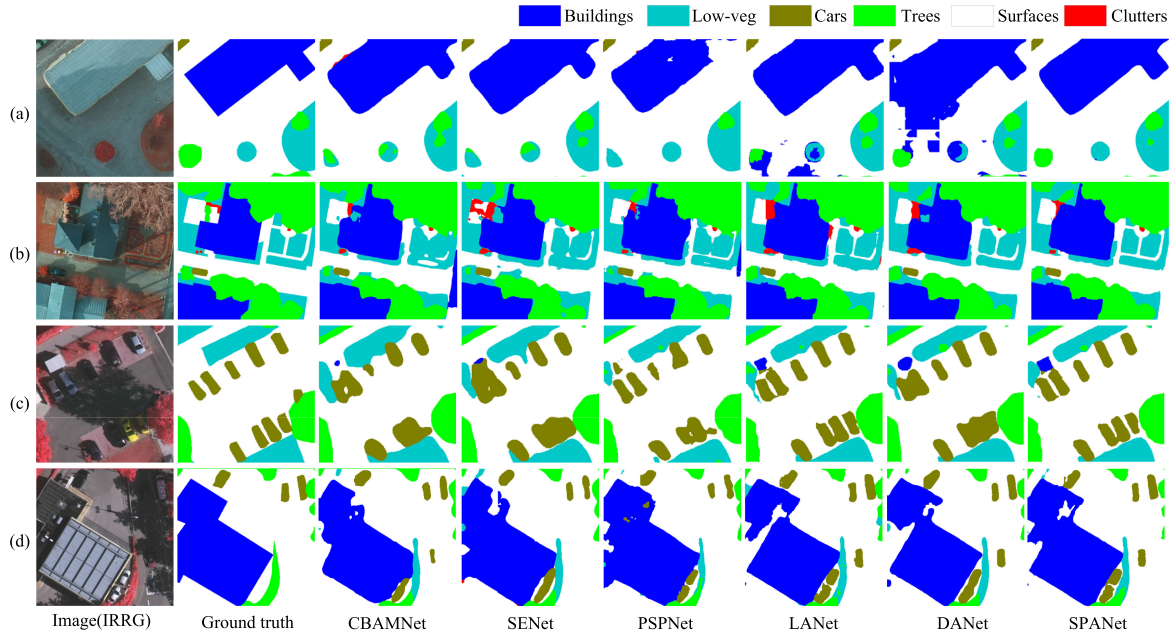 Buildings Low-veg Cars Trees Surfaces Clutters
(a)
(b)
(c)
(d)
Image(IRRG) Ground truth CBAMNet SENet PSPNet LANet DANet SPANet